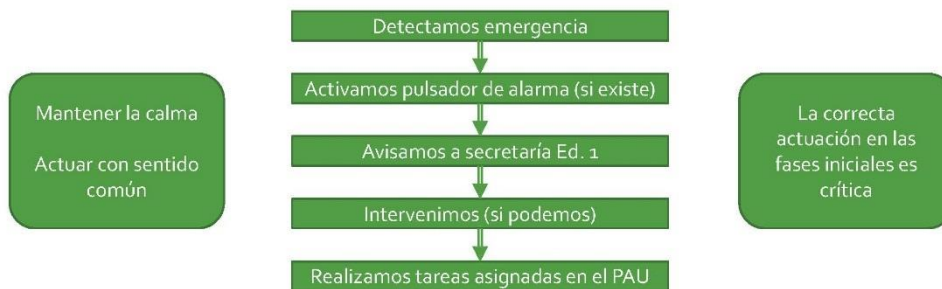 Detectamos emergencia
Activamos pulsador de alarma (si existe)
Avisamos a secretaría Ed. 1
Intervenimos (si podemos)
Realizamos tareas asignadas en el PAU
Mantener la calma
Actuar con sentido
común
La correcta
actuación en las
fases iniciales es
crítica